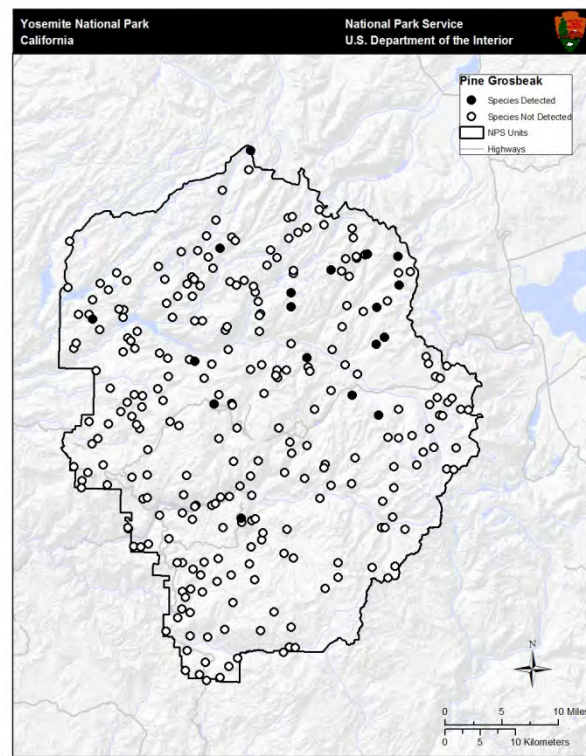 Yosemite National Park
California
National Park Service
U.S. Department of the Interior
Pine Grosbeak
Species Detected
Species Not Detected
NPS Units
Highways
N
0 5 10 Miles
0 5 10 Kilometers